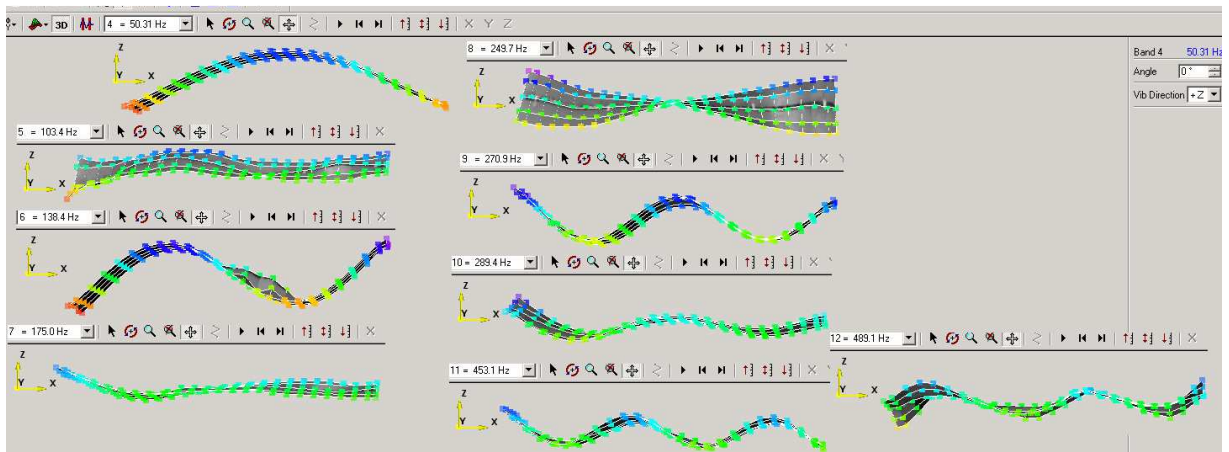 3D 4 = 50.31 Hz X Y Z
Z
Y X
5 = 103.4 Hz X
Z
Y X
6 = 138.4 Hz X
Z
Y X
7 = 175.0 Hz X
Z
Y X
8 = 249.7 Hz X
Z
Y X
9 = 270.9 Hz X
Z
Y X
10 = 289.4 Hz X
Z
Y X
11 = 453.1 Hz X
Z
Y X
12 = 489.1 Hz X
Z
Y X
Band 4 50.31 Hz
Angle 0°
Vib Direction +Z